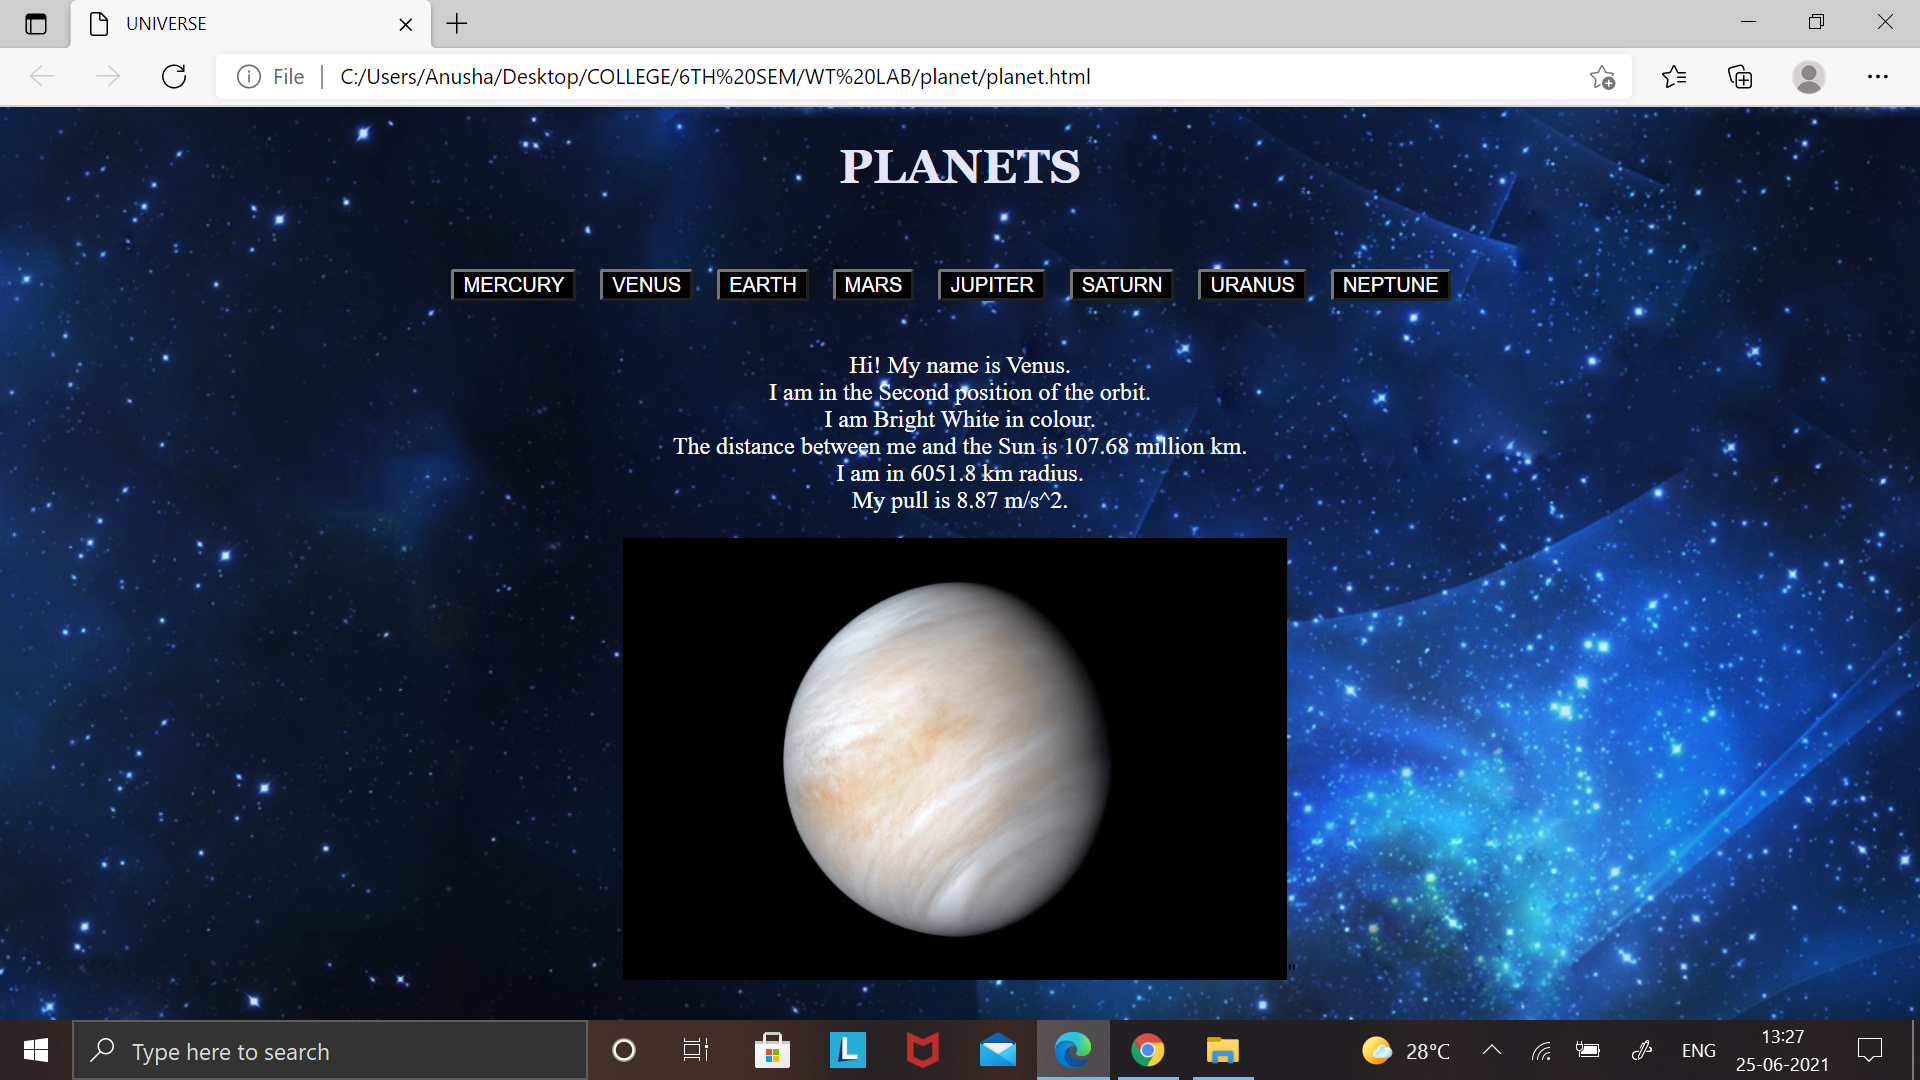 UNIVERSE
File
C:/Users/Anusha/Desktop/COLLEGE/6TH%20SEM/WT%20LAB/planet/planet.html
PLANETS
MERCURY VENUS EARTH MARS JUPITER SATURN URANUS NEPTUNE
Hi! My name is Venus.
I am in the Second position of the orbit.
I am Bright White in colour.
The distance between me and the Sun is 107.68 million km.
I am in 6051.8 km radius.
My pull is 8.87 m/s^2.
"
Type here to search
L
28°C
ENG
13:27
25-06-2021